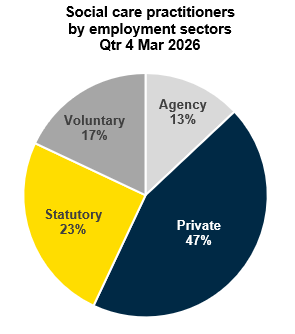 Social care practitioners
by employment sectors
Qtr 4 Mar 2026
Agency
13%
Private
47%
Statutory
23%
Voluntary
17%